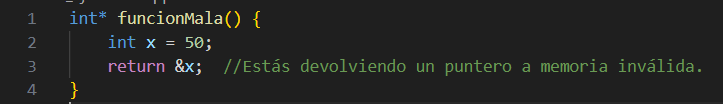 1 int* funcionMala() {
2 int x = 50;
3 return &x; //Estás devolviendo un puntero a memoria inválida.
4 }